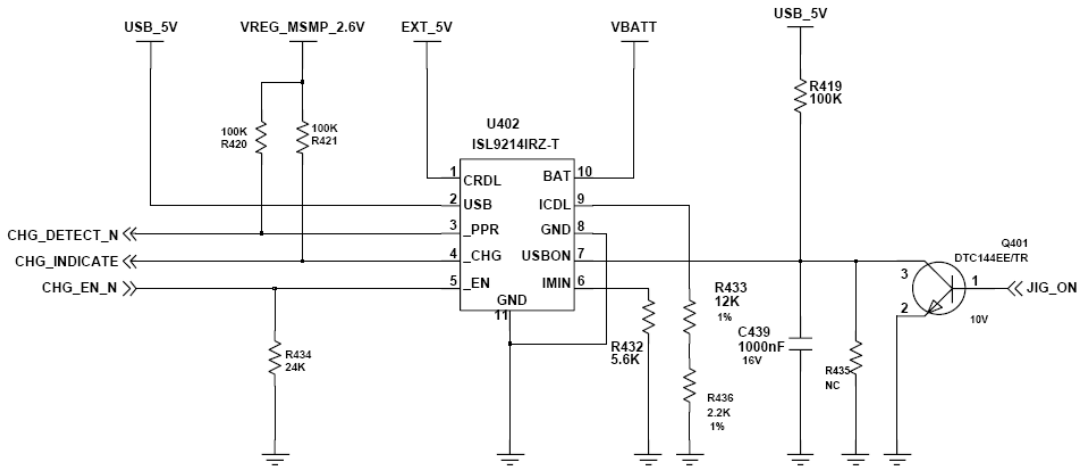 USB_5V
VREG_MSMP_2.6V
EXT_5V
VBATT
USB_5V
R419
100K
100K
R420
100K
R421
U402
ISL9214IRZ-T
1
CRDL
BAT
10
2
USB
ICDL
9
CHG_DETECT_N
3
_PPR
GND
8
CHG_INDICATE
4
_CHG
USBON
7
CHG_EN_N
5
_EN
IMIN
6
GND
11
Q401
DTC144EE/TR
3
1
JIG_ON
2
10V
R433
12K
1%
R432
5.6K
C439
1000nF
16V
R434
24K
R435
NC
R436
2.2K
1%